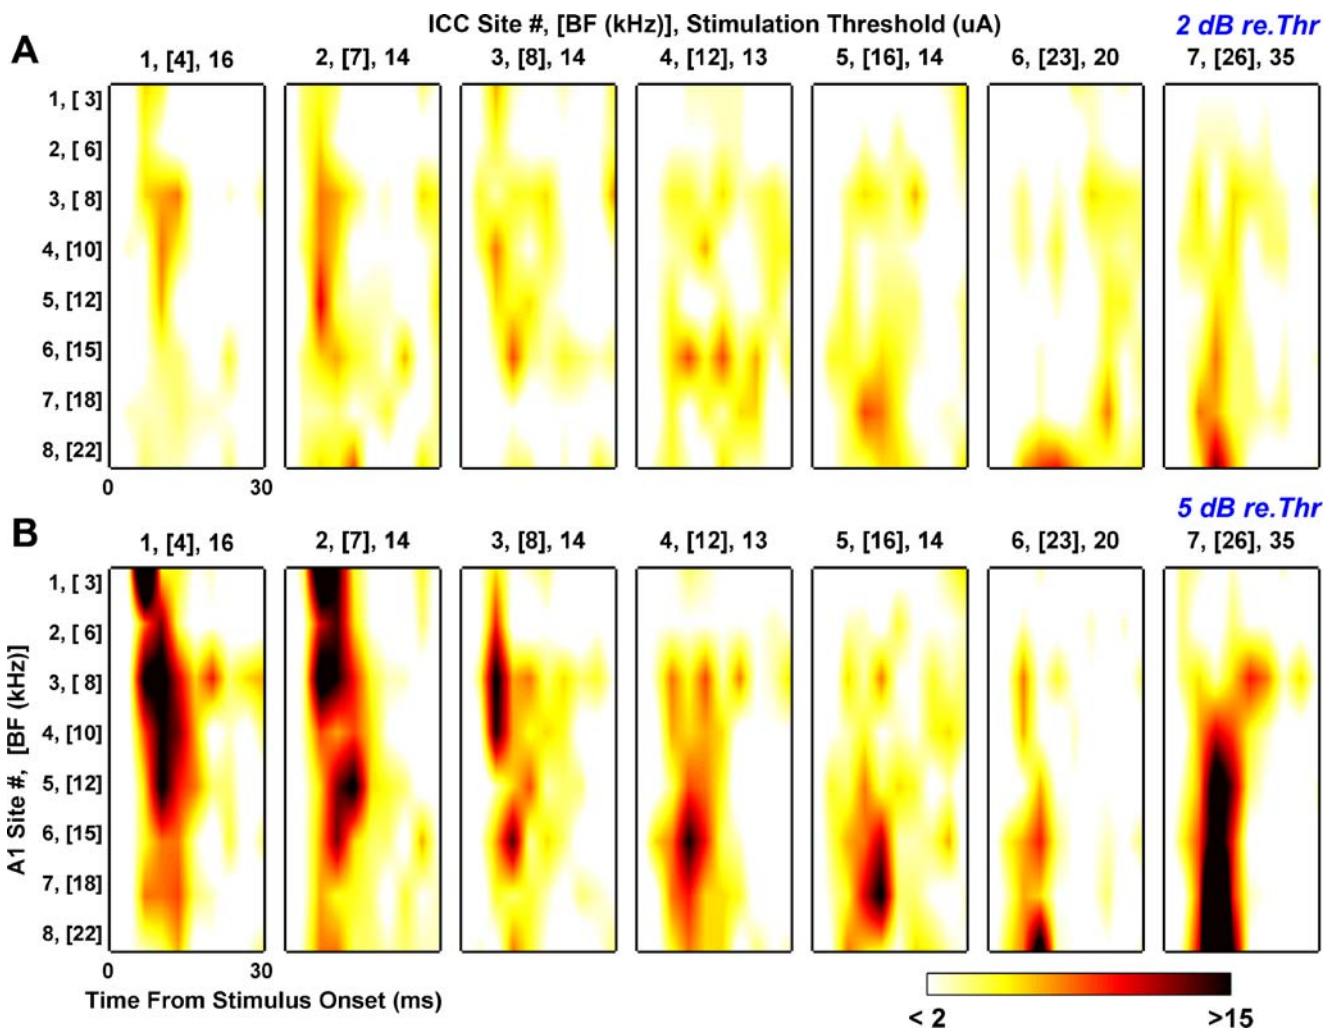 ICC Site #, [BF (kHz)], Stimulation Threshold (uA)
2 dB re.Thr
A
1, [4], 16
2, [7], 14
3, [8], 14
4, [12], 13
5, [16], 14
6, [23], 20
7, [26], 35
1, [ 3]
2, [ 6]
3, [ 8]
4, [10]
5, [12]
6, [15]
7, [18]
8, [22]
0
30
5 dB re.Thr
B
1, [4], 16
2, [7], 14
3, [8], 14
4, [12], 13
5, [16], 14
6, [23], 20
7, [26], 35
A1 Site #, [BF (kHz)]
1, [ 3]
2, [ 6]
3, [ 8]
4, [10]
5, [12]
6, [15]
7, [18]
8, [22]
0
30
Time From Stimulus Onset (ms)
< 2
>15